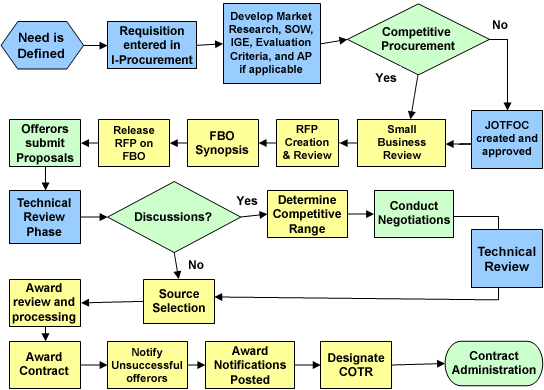 Need is
Defined
Requisition
entered in
I-Procurement
Develop Market
Research, SOW,
IGE, Evaluation
Criteria, and AP
if applicable
Competitive
Procurement
No
Yes
JOTFOC
created and
approved
Small
Business
Review
RFP
Creation
& Review
FBO
Synopsis
Release
RFP on
FBO
Offerors
submit
Proposals
Technical
Review
Phase
Discussions?
Yes
Determine
Competitive
Range
Conduct
Negotiations
Technical
Review
No
Source
Selection
Award
review and
processing
Award
Contract
Notify
Unsuccessful
offerors
Award
Notifications
Posted
Designate
COTR
Contract
Administration